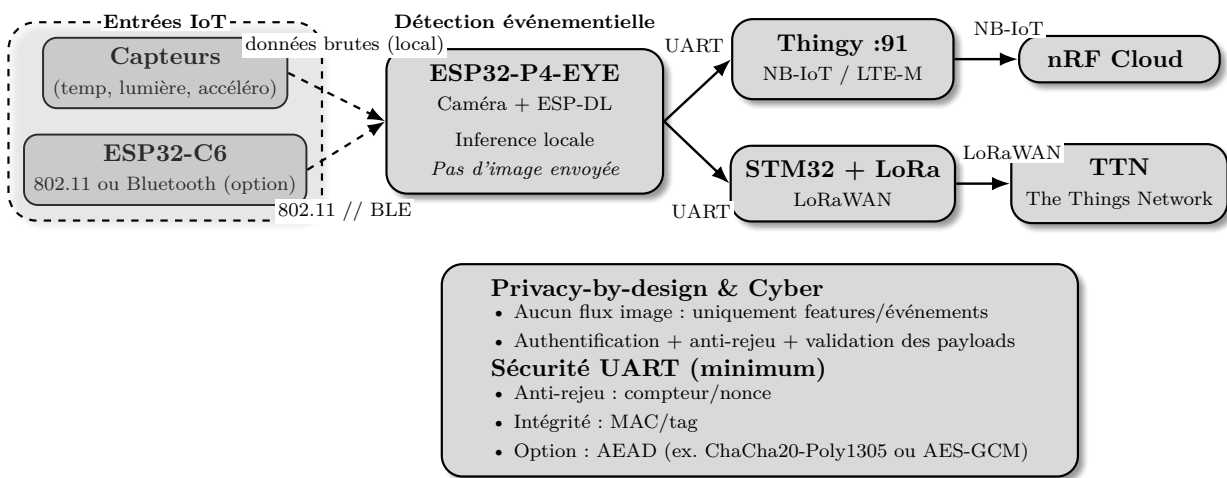 Entrées IoT
Capteurs
(temp, lumière, accéléro)
ESP32-C6
802.11 ou Bluetooth (option)
données brutes (local)
802.11 // BLE
Détection événementielle
ESP32-P4-EYE
Caméra + ESP-DL
Inference locale
Pas d'image envoyée
UART
UART
Thingy :91
NB-IoT / LTE-M
NB-IoT
nRF Cloud
STM32 + LoRa
LoRaWAN
LoRaWAN
TTN
The Things Network
Privacy-by-design & Cyber
• Aucun flux image : uniquement features/événements
• Authentification + anti-rejeu + validation des payloads
Sécurité UART (minimum)
• Anti-rejeu : compteur/nonce
• Intégrité : MAC/tag
• Option : AEAD (ex. ChaCha20-Poly1305 ou AES-GCM)